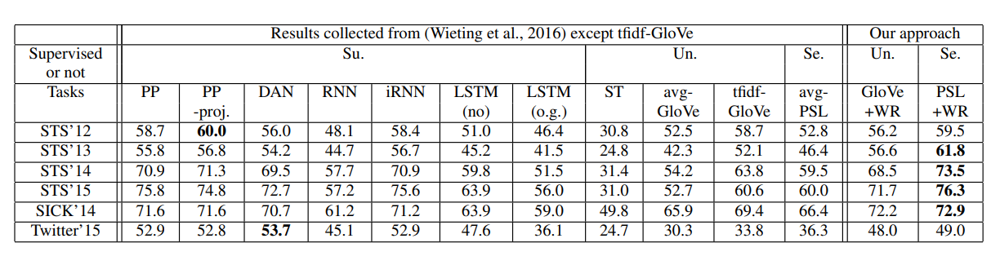 Results collected from (Wieting et al., 2016) except tfidf-GloVe Our approach
Supervised Su. Un. Se. Un. Se.
or not
Tasks PP PP DAN RNN iRNN LSTM LSTM ST avg- tfidf- avg- GloVe PSL
-proj. (no) (o.g.) GloVe GloVe PSL +WR +WR
STS’12 58.7 60.0 56.0 48.1 58.4 51.0 46.4 30.8 52.5 58.7 52.8 56.2 59.5
STS’13 55.8 56.8 54.2 44.7 56.7 45.2 41.5 24.8 42.3 52.1 46.4 56.6 61.8
STS’14 70.9 71.3 69.5 57.7 70.9 59.8 51.5 31.4 54.2 63.8 59.5 68.5 73.5
STS’15 75.8 74.8 72.7 57.2 75.6 63.9 56.0 31.0 52.7 60.6 60.0 71.7 76.3
SICK’14 71.6 71.6 70.7 61.2 71.2 63.9 59.0 49.8 65.9 69.4 66.4 72.2 72.9
Twitter’15 52.9 52.8 53.7 45.1 52.9 47.6 36.1 24.7 30.3 33.8 36.3 48.0 49.0